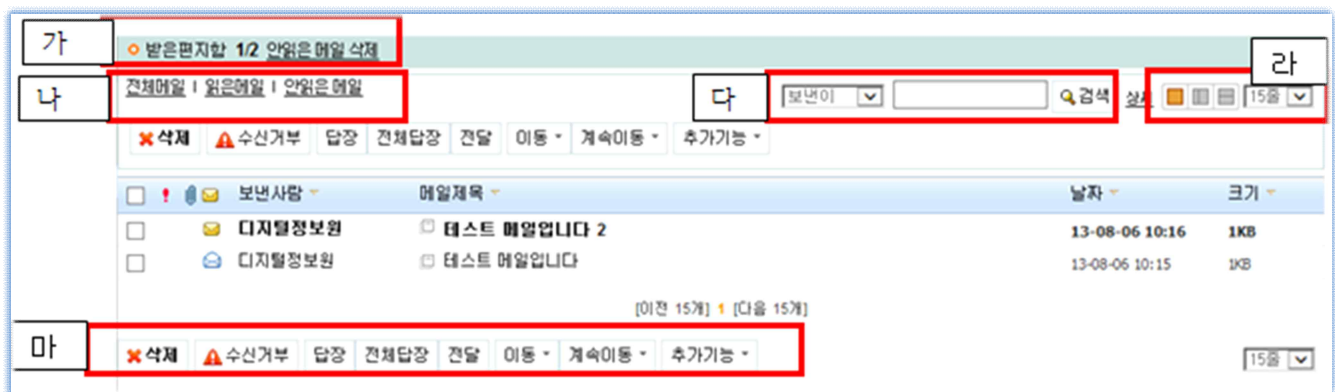 가
받은편지함 1/2 안읽은 메일 삭제
라
나
전체메일 | 읽은메일 | 안읽은 메일
다
보낸이 검색 상세 15줄
삭제 수신거부 답장 전체답장 전달 이동 계속이동 추가기능
보낸사람 메일제목 날짜 크기
디지털정보원 테스트 메일입니다 2 13-08-06 10:16 1KB
디지털정보원 테스트 메일입니다 13-08-06 10:15 1KB
[이전 15개] 1 [다음 15개]
마
삭제 수신거부 답장 전체답장 전달 이동 계속이동 추가기능 15줄